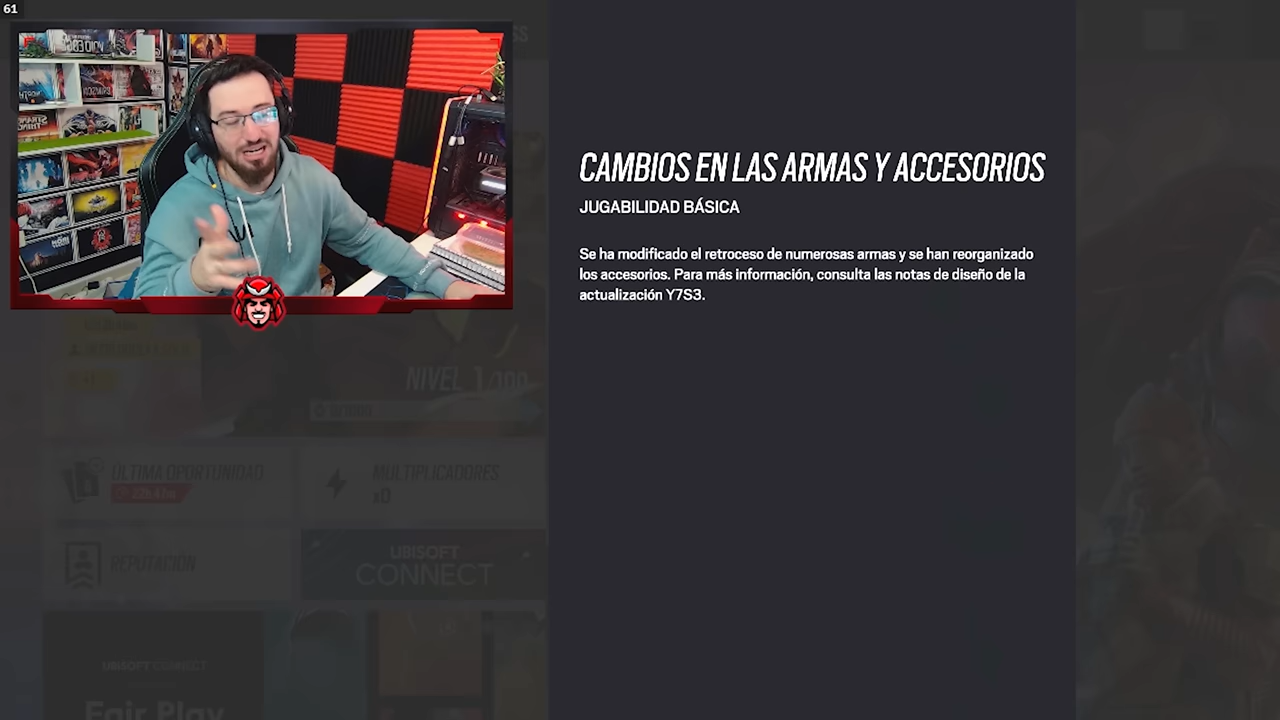 61
CAMBIOS EN LAS ARMAS Y ACCESORIOS
JUGABILIDAD BÁSICA
Se ha modificado el retroceso de numerosas armas y se han reorganizado
los accesorios. Para más información, consulta las notas de diseño de la
actualización Y7S3.
NIVEL 1/100
ÚLTIMA OPORTUNIDAD
MULTIPLICADORES
x0
REPUTACIÓN
UBISOFT
CONNECT
UBISOFT CONNECT
Fair Play